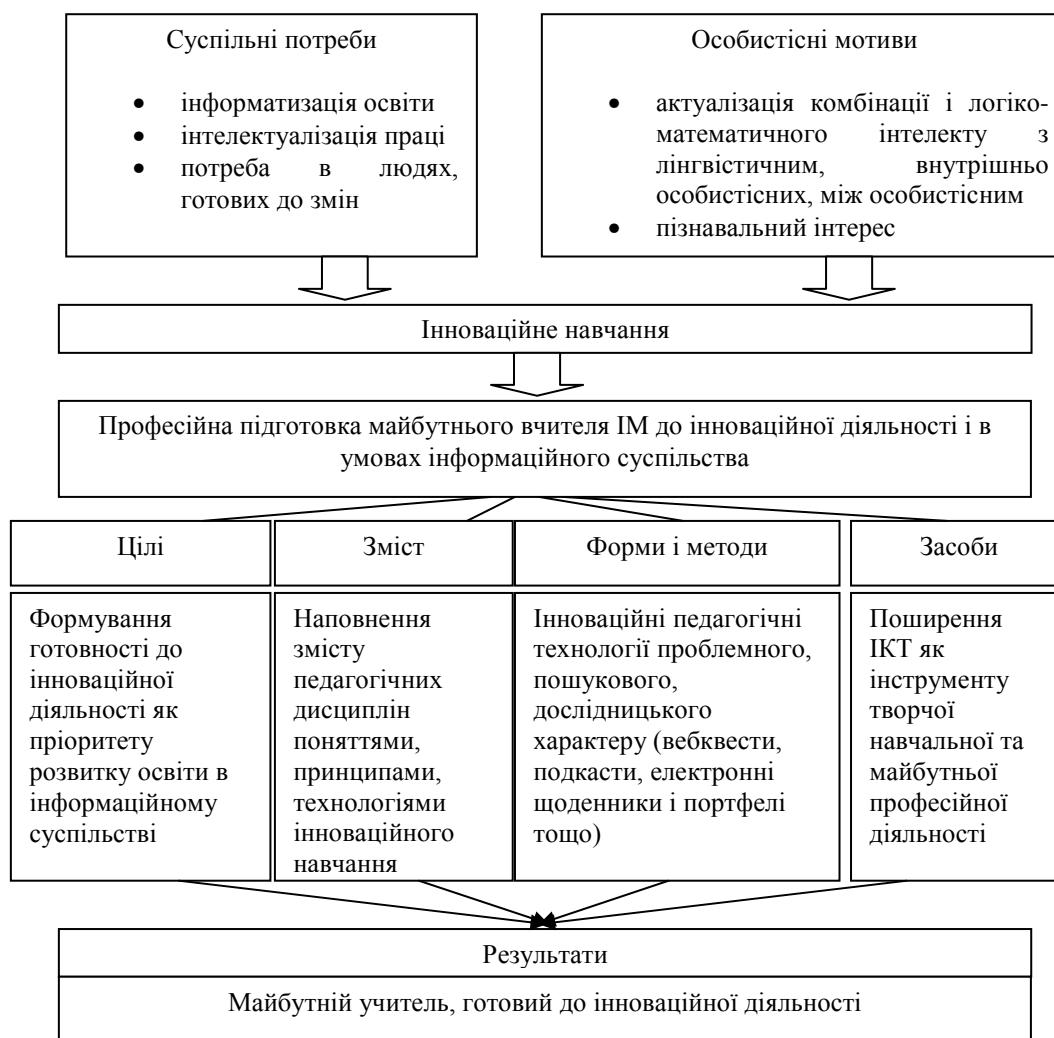 Суспільні потреби
• інформатизація освіти
• інтелектуалізація праці
• потреба в людях,
готових до змін
Особистісні мотиви
• актуалізація комбінації і логіко-
математичного інтелекту з
лінгвістичним, внутрішньо
особистісних, між особистісним
• пізнавальний інтерес
Інноваційне навчання
Професійна підготовка майбутнього вчителя ІМ до інноваційної діяльності і в
умовах інформаційного суспільства
Цілі
Зміст
Форми і методи
Засоби
Формування
готовності до
інноваційної
діяльності як
пріоритету
розвитку освіти в
інформаційному
суспільстві
Наповнення
змісту
педагогічних
дисциплін
поняттями,
принципами,
технологіями
інноваційного
навчання
Інноваційні педагогічні
технології проблемного,
пошукового,
дослідницького
характеру (вебквести,
подкасти, електронні
щоденники і портфелі
тощо)
Поширення
ІКТ як
інструменту
творчої
навчальної та
майбутньої
професійної
діяльності
Результати
Майбутній учитель, готовий до інноваційної діяльності